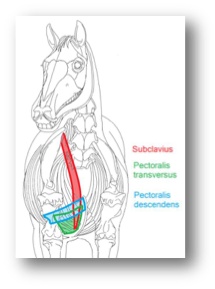 Subclavius
Pectoralis
transversus
Pectoralis
descendens